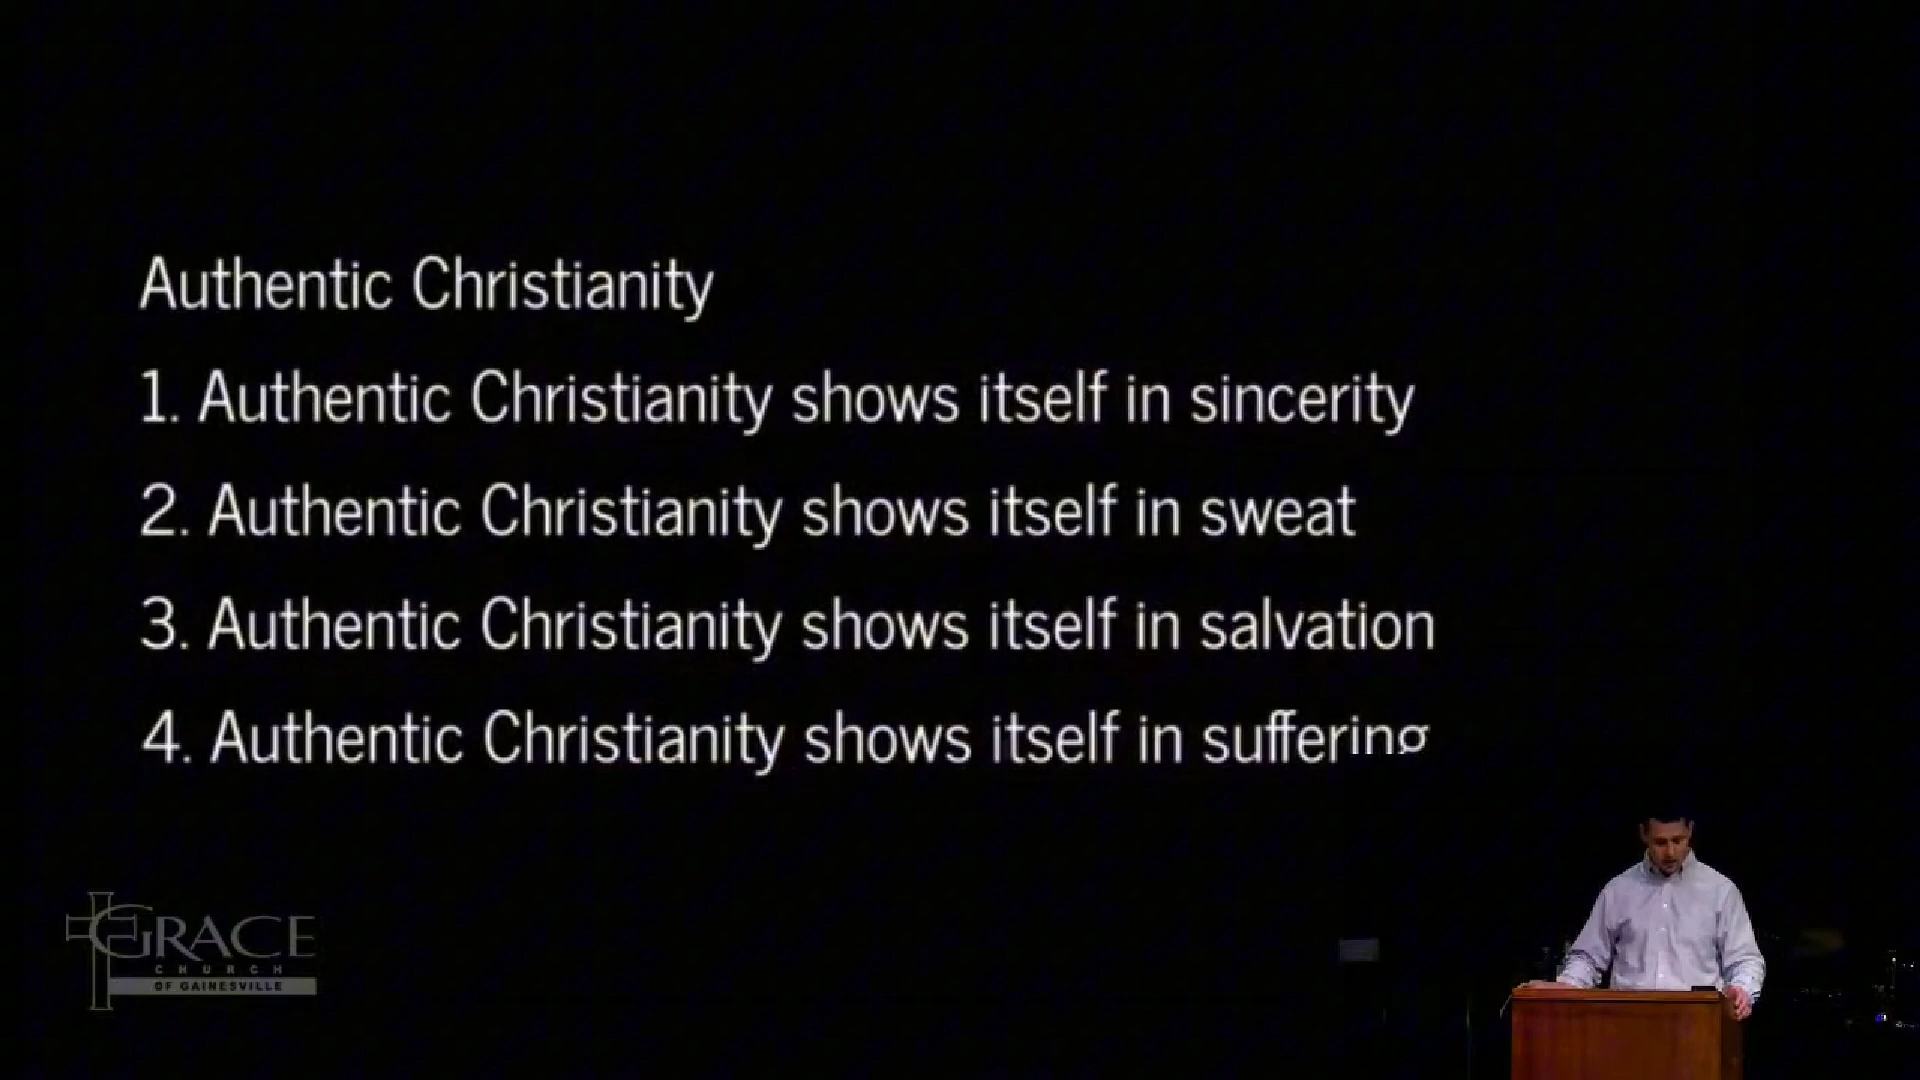 Authentic Christianity
1. Authentic Christianity shows itself in sincerity
2. Authentic Christianity shows itself in sweat
3. Authentic Christianity shows itself in salvation
4. Authentic Christianity shows itself in suffering
GRACE
CHURCH
OF GAINESVILLE